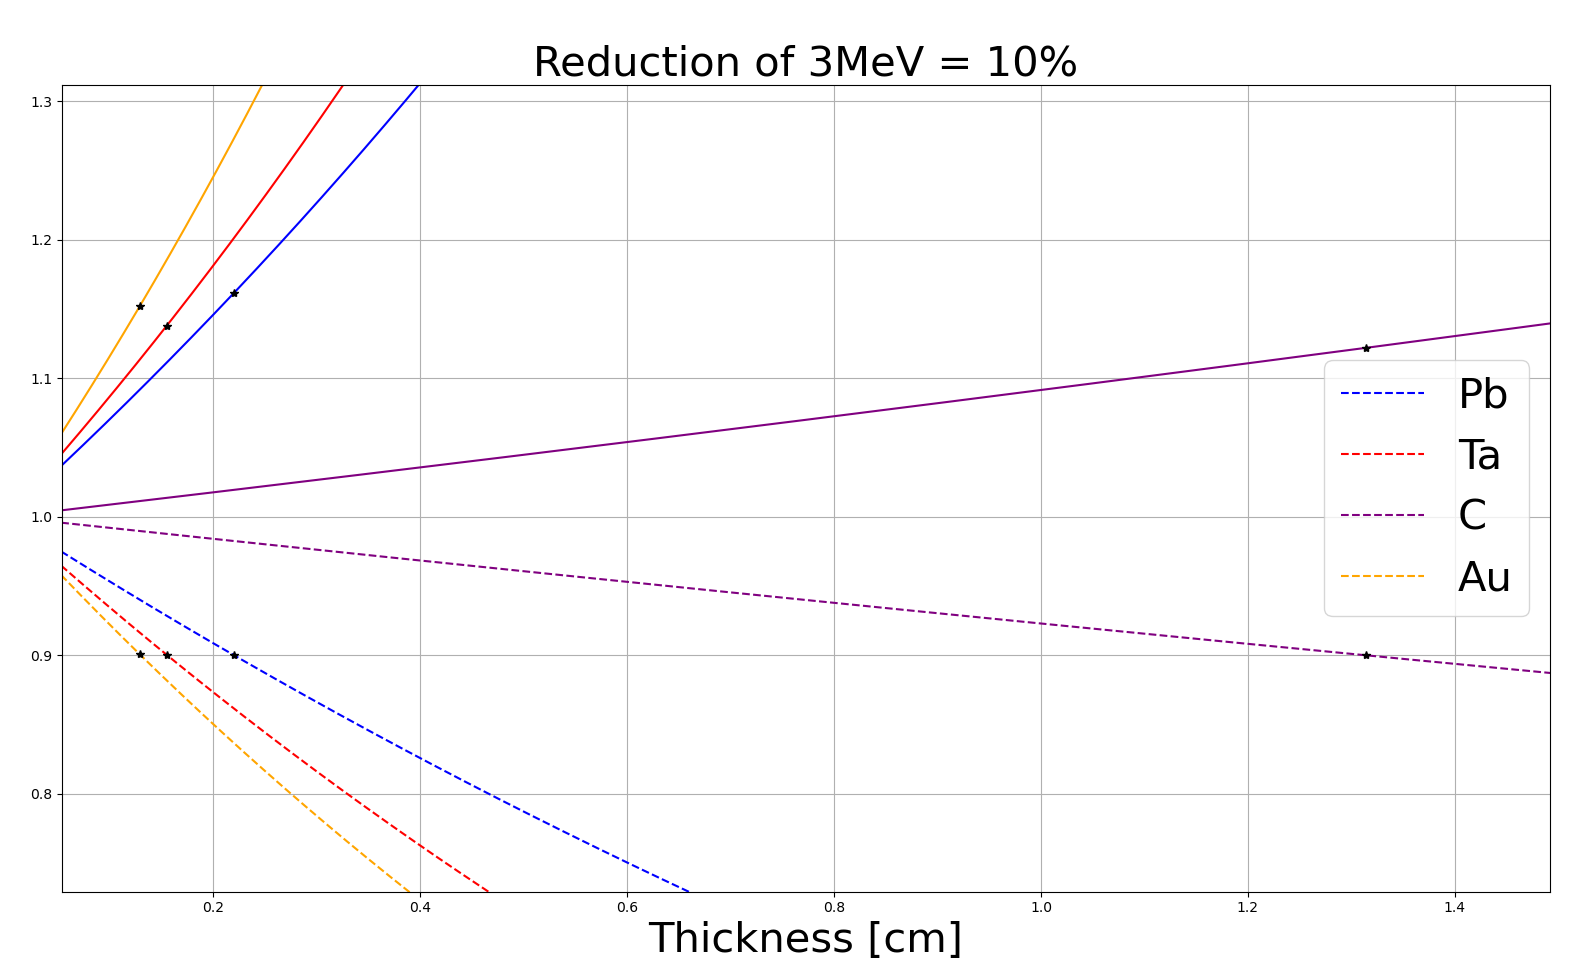 Reduction of 3MeV = 10%
1.3
1.2
1.1
1.0
0.9
0.8
Pb
Ta
C
Au
0.2 0.4 0.6 0.8 1.0 1.2 1.4
Thickness [cm]